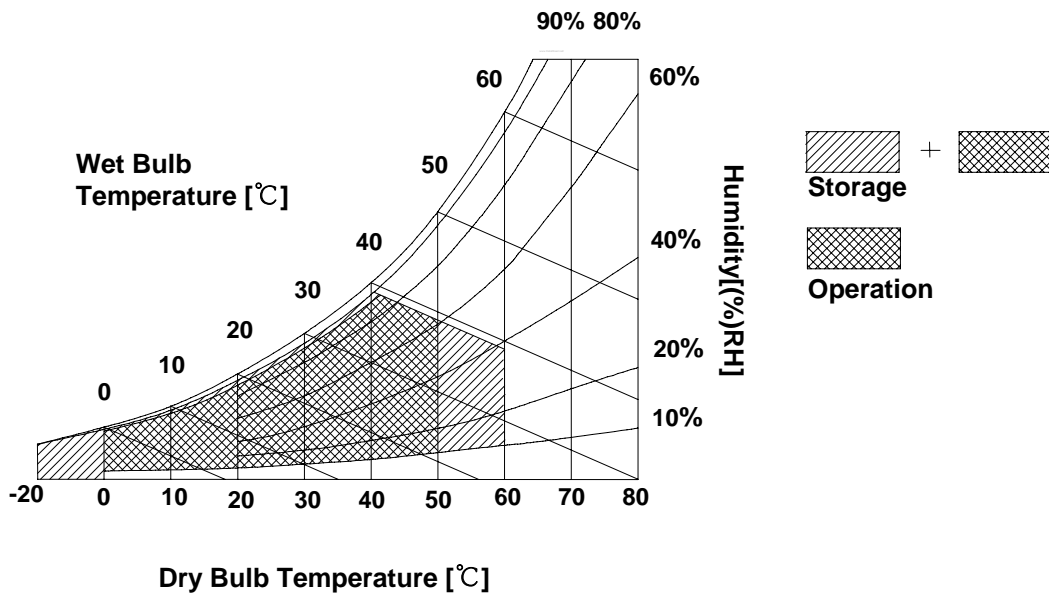 90% 80%
60
60%
Wet Bulb
Temperature [℃]
50
40
40%
30
20
20%
10
10%
0
Humidity[(%)RH]
+
Storage
Operation
-20 0 10 20 30 40 50 60 70 80
Dry Bulb Temperature [℃]